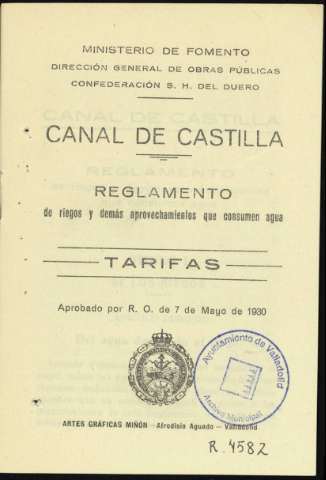 MINISTERIO DE FOMENTO
DIRECCIÓN GENERAL DE OBRAS PÚBLICAS
CONFEDERACIÓN S. H. DEL DUERO
CANAL DE CASTILLA
REGLAMENTO
de riegos y demás aprovechamientos que consumen agua
TARIFAS
Aprobado por R. O. de 7 de Mayo de 1930
Ayuntamiento de Valladolid
Archivo Municipal
ARTES GRÁFICAS MIÑÓN.—Afrodisio Aguado—Valladolid
R. 4582